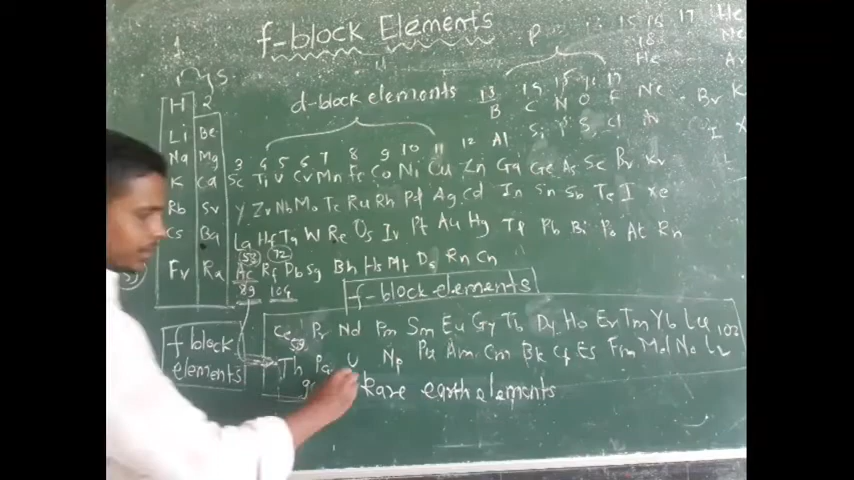 f-block Elements
P 15 16 17 He
18
He
1 S
H 2
d-block elements
13 14 15 16 17
B C N O F Ne
Li Be
Al Si P S Cl Ar
Na Mg 3 4 5 6 7 8 9 10 11 12
K Ca Sc Ti V Cr Mn Fe Co Ni Cu Zn Ga Ge As Se Br Kr
Rb Sr Y Zr Nb Mo Tc Ru Rh Pd Ag Cd In Sn Sb Te I Xe
Cs Ba La Hf Ta W Re Os Ir Pt Au Hg Tl Pb Bi Po At Rn
72
Fr Ra Ac Rf Db Sg Bh Hs Mt Ds Rn Cn
89 104
f-block elements
f block
elements
Ce Pr Nd Pm Sm Eu Gy Tb Dy Ho Er Tm Yb Lu 103
Th Pa U Np Pu Am Cm Bk Cf Es Fm Md No Lr
Rare earth elements